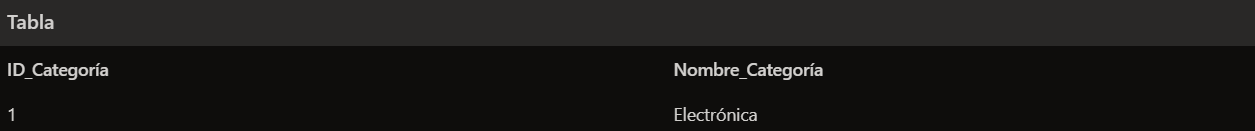 Tabla
ID_Categoría Nombre_Categoría
1 Electrónica